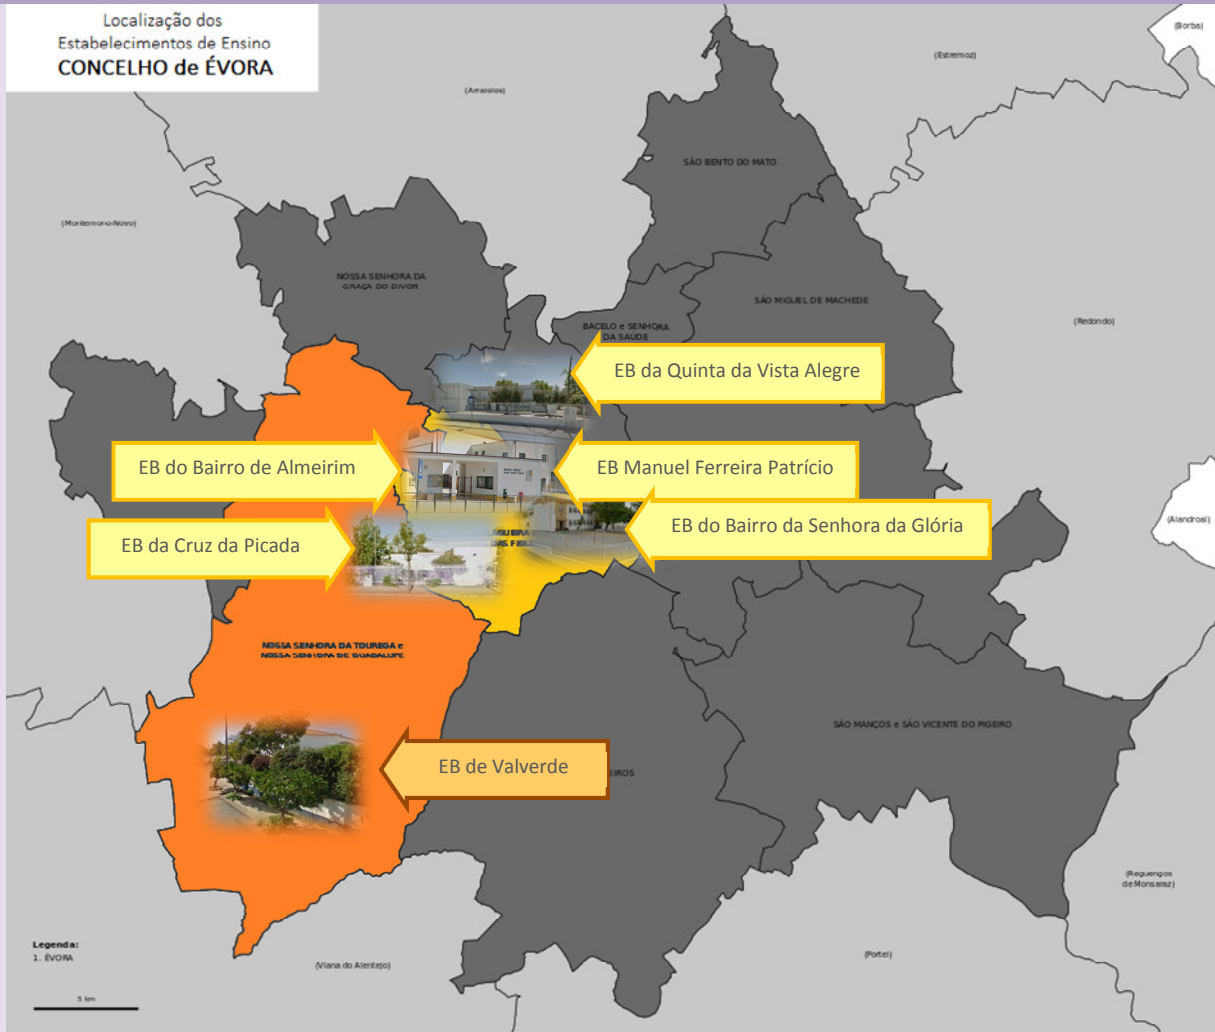 Localização dos
Estabelecimentos de Ensino
CONCELHO de ÉVORA
(Borba)
(Estremoz)
(Arraiolos)
SÃO BENTO DO MATO
(Montemor-o-Novo)
NOSSA SENHORA DA
GRAÇA DO DIVOR
SÃO MIGUEL DE MACHEDE
(Redondo)
BACELO e SENHORA
DA SAÚDE
EB da Quinta da Vista Alegre
EB do Bairro de Almeirim
EB Manuel Ferreira Patrício
EB da Cruz da Picada
EB do Bairro da Senhora da Glória
(Alandroal)
NOSSA SENHORA DA TOUREGA e
NOSSA SENHORA DE GUADALUPE
SÃO MANÇOS e SÃO VICENTE DO PIGEIRO
EB de Valverde
EIROS
(Reguengos
de Monsaraz)
Legenda:
1. ÉVORA
(Viana do Alentejo)
(Portel)
5 km